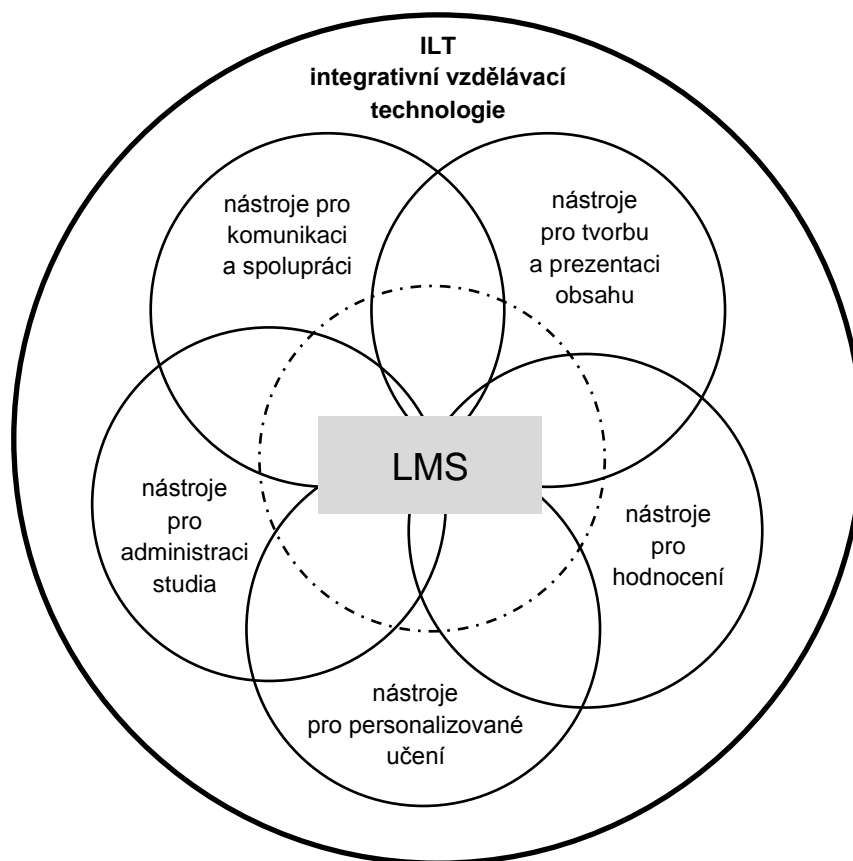 ILT
integrativní vzdělávací
technologie
nástroje pro
komunikaci
a spolupráci
nástroje
pro tvorbu
a prezentaci
obsahu
LMS
nástroje
pro
administraci
studia
nástroje
pro
hodnocení
nástroje
pro personalizované
učení